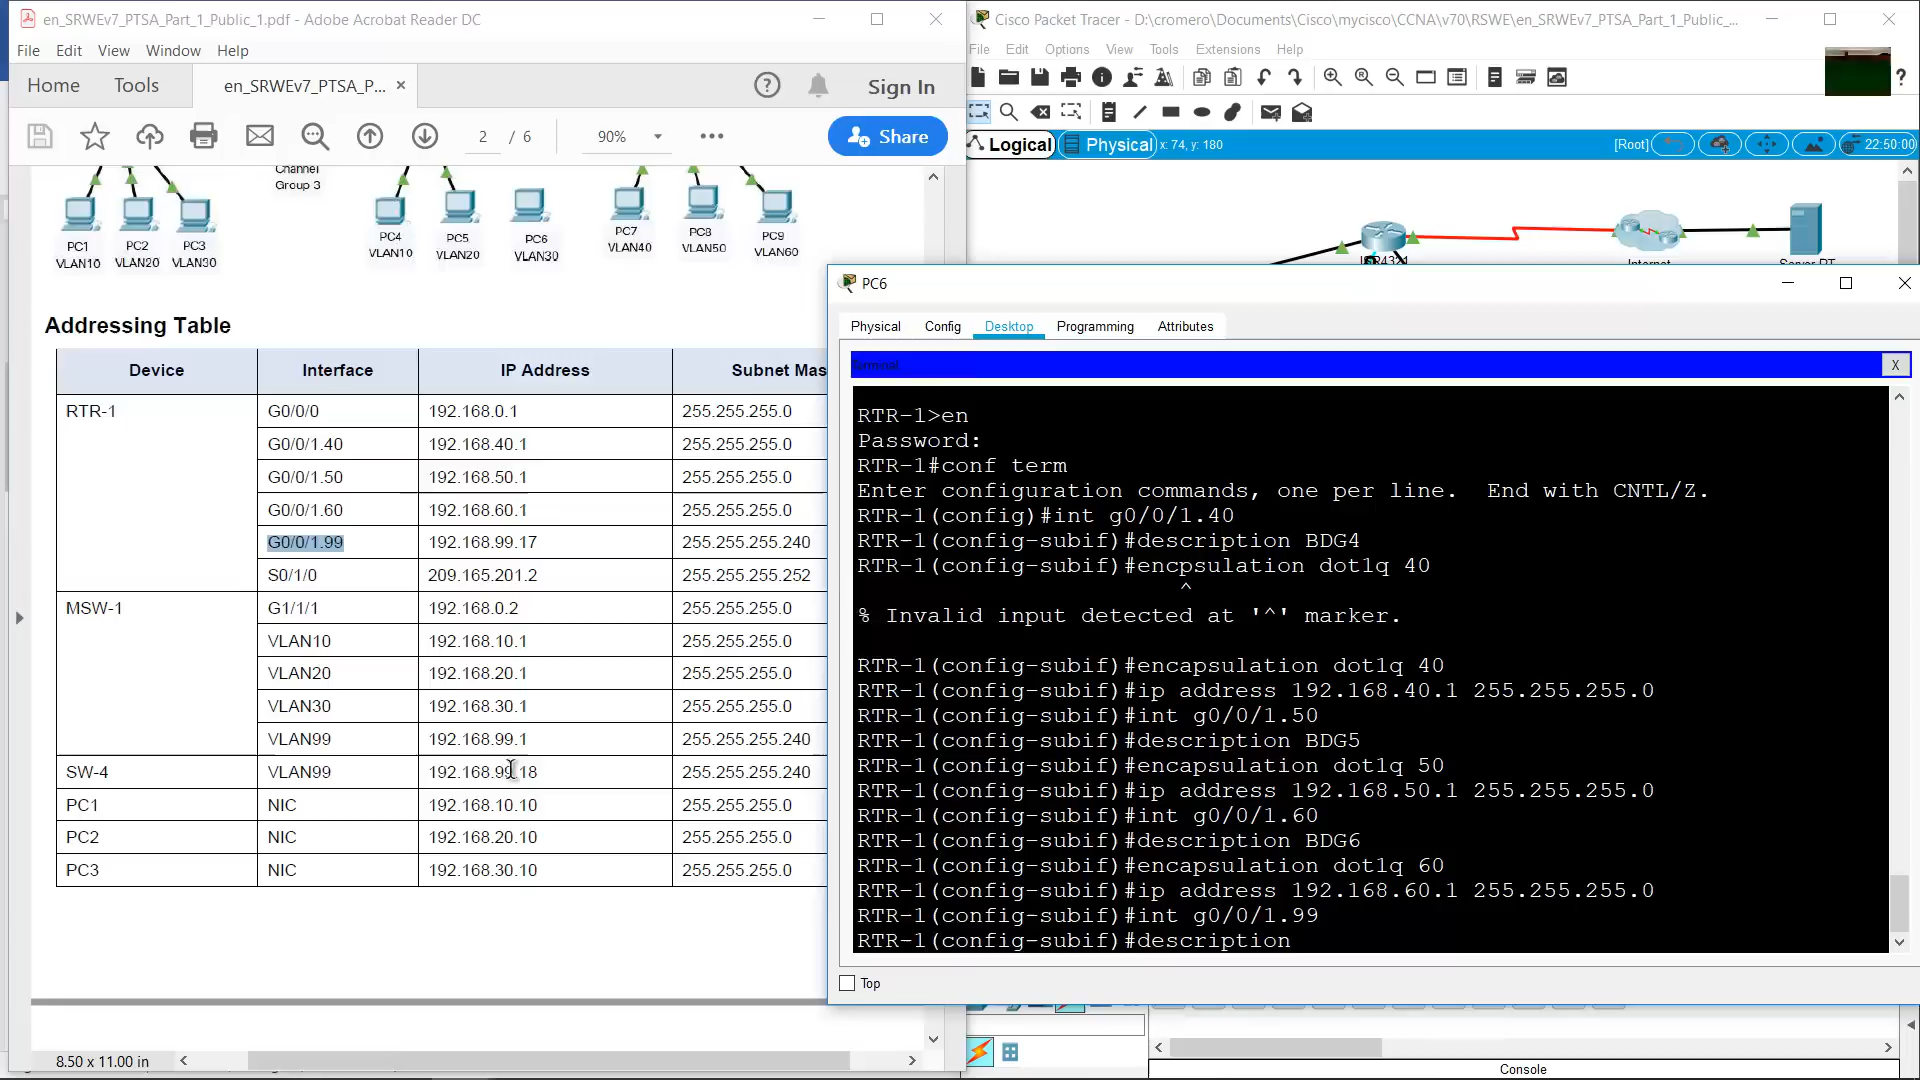 en_SRWEv7_PTSA_Part_1_Public_1.pdf - Adobe Acrobat Reader DC
File Edit View Window Help
Home Tools en_SRWEv7_PTSA_P... × Sign In
2 / 6 90% Share
Channel
Group 3
PC1
VLAN10
PC2
VLAN20
PC3
VLAN30
PC4
VLAN10
PC5
VLAN20
PC6
VLAN30
PC7
VLAN40
PC8
VLAN50
PC9
VLAN60
Addressing Table
Device Interface IP Address Subnet Mas
RTR-1 G0/0/0 192.168.0.1 255.255.255.0
G0/0/1.40 192.168.40.1 255.255.255.0
G0/0/1.50 192.168.50.1 255.255.255.0
G0/0/1.60 192.168.60.1 255.255.255.0
G0/0/1.99 192.168.99.17 255.255.255.240
S0/1/0 209.165.201.2 255.255.255.252
MSW-1 G1/1/1 192.168.0.2 255.255.255.0
VLAN10 192.168.10.1 255.255.255.0
VLAN20 192.168.20.1 255.255.255.0
VLAN30 192.168.30.1 255.255.255.0
VLAN99 192.168.99.1 255.255.255.240
SW-4 VLAN99 192.168.99.18 255.255.255.240
PC1 NIC 192.168.10.10 255.255.255.0
PC2 NIC 192.168.20.10 255.255.255.0
PC3 NIC 192.168.30.10 255.255.255.0
8.50 x 11.00 in
Cisco Packet Tracer - D:\cromero\Documents\Cisco\mycisco\CCNA\v70\RSWE\en_SRWEv7_PTSA_Part_1_Public_...
File Edit Options View Tools Extensions Help
Logical Physical x: 74, y: 180 [Root] 22:50:00
ISR4321
Internet
Server-PT
PC6
Physical Config Desktop Programming Attributes
Terminal X
RTR-1>en
Password:
RTR-1#conf term
Enter configuration commands, one per line.  End with CNTL/Z.
RTR-1(config)#int g0/0/1.40
RTR-1(config-subif)#description BDG4
RTR-1(config-subif)#encpsulation dot1q 40
^
% Invalid input detected at '^' marker.
RTR-1(config-subif)#encapsulation dot1q 40
RTR-1(config-subif)#ip address 192.168.40.1 255.255.255.0
RTR-1(config-subif)#int g0/0/1.50
RTR-1(config-subif)#description BDG5
RTR-1(config-subif)#encapsulation dot1q 50
RTR-1(config-subif)#ip address 192.168.50.1 255.255.255.0
RTR-1(config-subif)#int g0/0/1.60
RTR-1(config-subif)#description BDG6
RTR-1(config-subif)#encapsulation dot1q 60
RTR-1(config-subif)#ip address 192.168.60.1 255.255.255.0
RTR-1(config-subif)#int g0/0/1.99
RTR-1(config-subif)#description
Top
Console